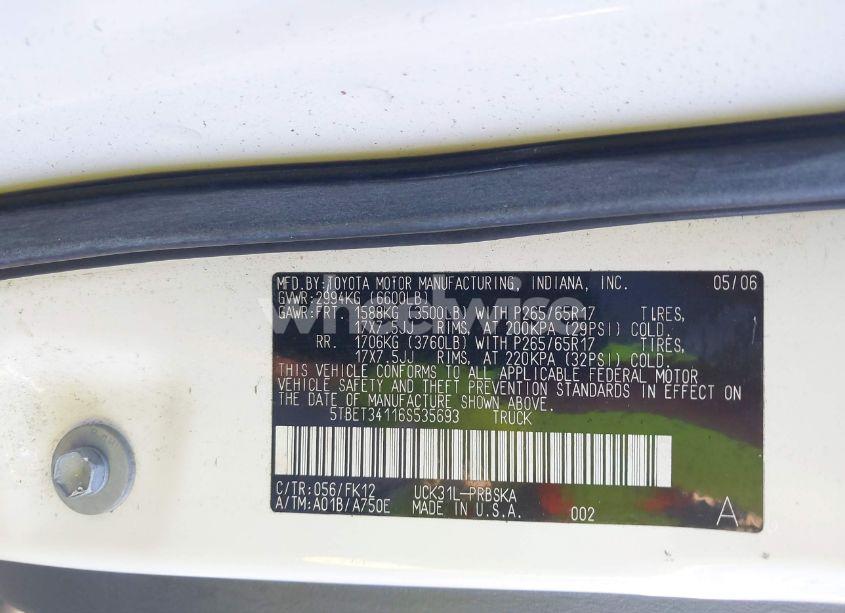 MFD.BY:TOYOTA MOTOR MANUFACTURING, INDIANA, INC. 05/06
GVWR:2994KG (6600LB)
GAWR:FRT. 1588KG (3500LB) WITH P265/65R17 TIRES,
17X7.5JJ RIMS, AT 200KPA (29PSI) COLD.
RR. 1706KG (3760LB) WITH P265/65R17 TIRES,
17X7.5JJ RIMS, AT 220KPA (32PSI) COLD.
THIS VEHICLE CONFORMS TO ALL APPLICABLE FEDERAL MOTOR
VEHICLE SAFETY AND THEFT PREVENTION STANDARDS IN EFFECT ON
THE DATE OF MANUFACTURE SHOWN ABOVE.
5TBET34116S535693 TRUCK
C/TR:056/FK12 UCK31L-PRBSKA
A/TM:A01B/A750E MADE IN U.S.A. 002 A
wheelwise